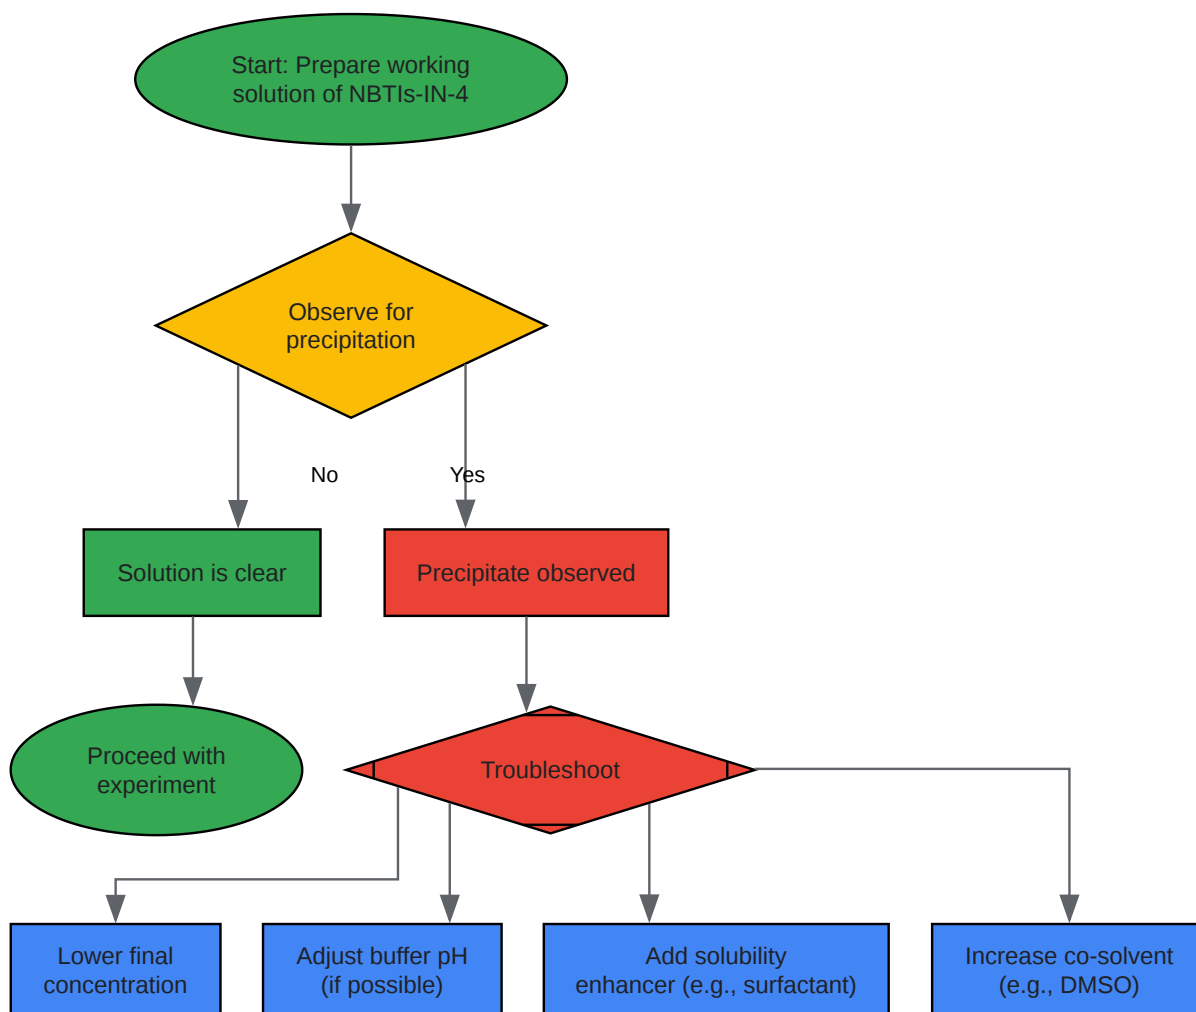 Start: Prepare working
solution of NBTIs-IN-4
Observe for
precipitation
No
Yes
Solution is clear
Precipitate observed
Proceed with
experiment
Troubleshoot
Lower final
concentration
Adjust buffer pH
(if possible)
Add solubility
enhancer (e.g., surfactant)
Increase co-solvent
(e.g., DMSO)